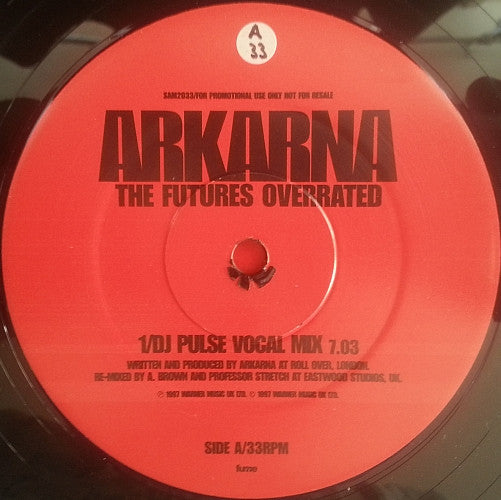 A
33
SAM2033/FOR PROMOTIONAL USE ONLY NOT FOR RESALE
ARKARNA
THE FUTURES OVERRATED
1/DJ PULSE VOCAL MIX 7.03
WRITTEN AND PRODUCED BY ARKARNA AT ROLL OVER, LONDON.
RE-MIXED BY A. BROWN AND PROFESSOR STRETCH AT EASTWOOD STUDIOS, UK.
℗ 1997 WARNER MUSIC UK LTD. © 1997 WARNER MUSIC UK LTD.
SIDE A/33RPM
fume